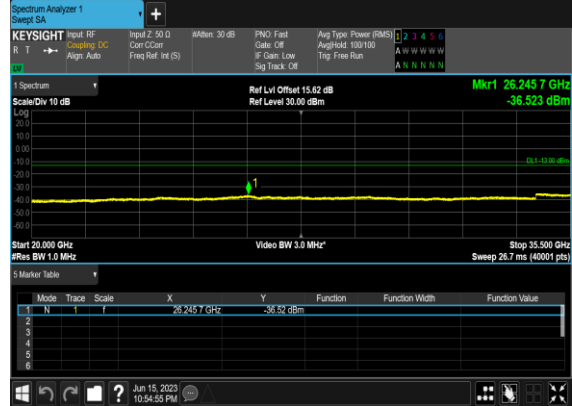 Spectrum Analyzer 1
Swept SA
+
KEYSIGHT Input: RF Input Z: 50 Ω #Atten: 30 dB PNO: Fast Avg Type: Power (RMS) 1 2 3 4 5 6
R T Coupling: DC Corr CCorr Gate: Off Avg|Hold: 100/100 A W W W W W
Align: Auto Freq Ref: Int (S) IF Gain: Low Trig: Free Run
Sig Track: Off A N N N N N
1 Spectrum Ref Lvl Offset 15.62 dB Mkr1 26.245 7 GHz
Scale/Div 10 dB Ref Level 30.00 dBm -36.523 dBm
Log
20.0
10.0
0.00
-10.0
DL1 -13.00 dBm
-20.0
1
-30.0
-40.0
-50.0
-60.0
Start 20.000 GHz Video BW 3.0 MHz* Stop 35.500 GHz
#Res BW 1.0 MHz Sweep 26.7 ms (40001 pts)
5 Marker Table
Mode Trace Scale X Y Function Function Width Function Value
1 N 1 f 26.245 7 GHz -36.52 dBm
2
3
4
5
6
? Jun 15, 2023
10:54:55 PM